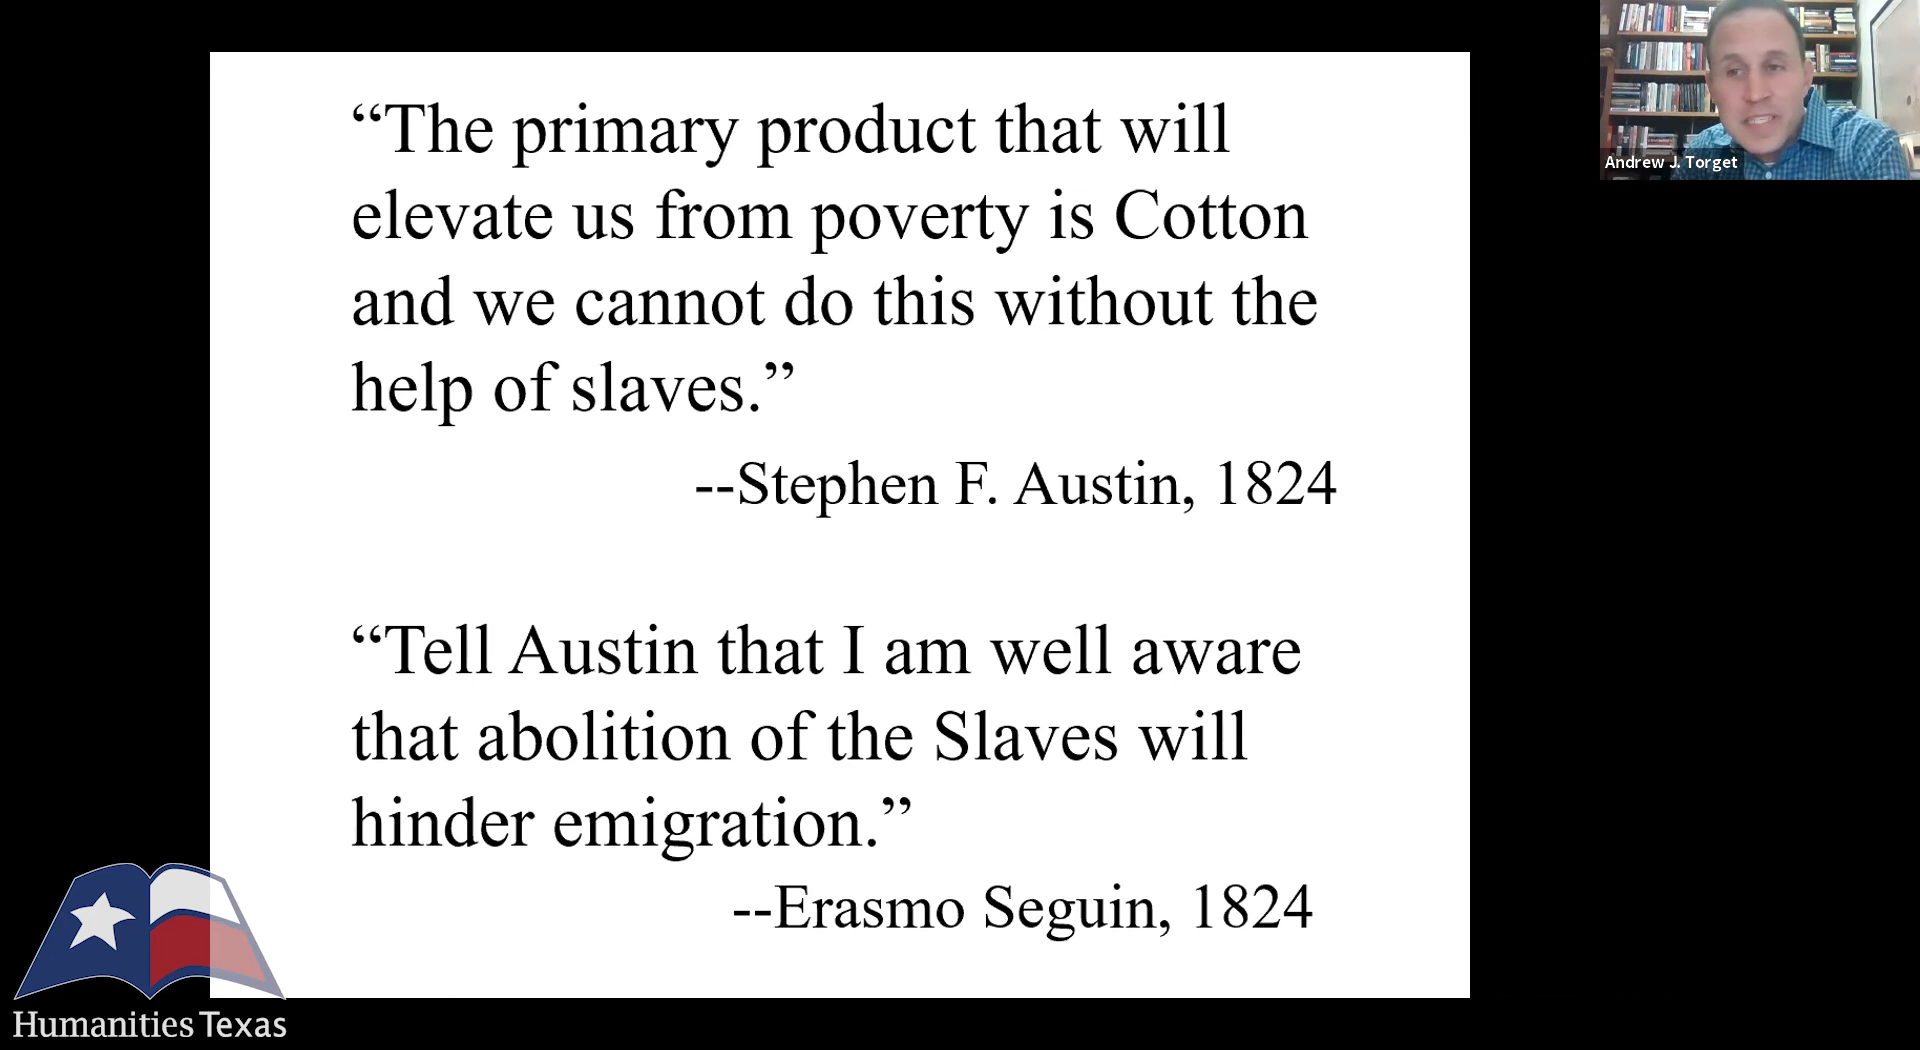 “The primary product that will
elevate us from poverty is Cotton
and we cannot do this without the
help of slaves.”
--Stephen F. Austin, 1824
“Tell Austin that I am well aware
that abolition of the Slaves will
hinder emigration.”
--Erasmo Seguin, 1824
Andrew J. Torget
Humanities Texas